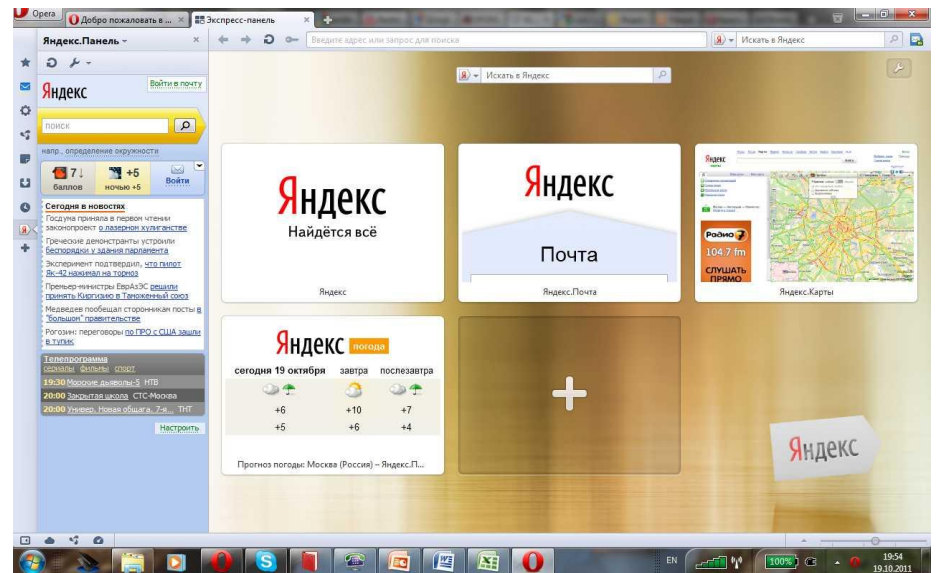 Opera
Добро пожаловать в ...
Экспресс-панель
Яндекс.Панель
Введите адрес или запрос для поиска
Искать в Яндекс
Искать в Яндекс
Яндекс
Войти в почту
поиск
напр., определение окружности
7↓
баллов
+5
ночью +5
Войти
Сегодня в новостях
Госдума приняла в первом чтении
законопроект о лазерном хулиганстве
Греческие демонстранты устроили
беспорядки у здания парламента
Эксперимент подтвердил, что пилот
Як-42 нажимал на тормоз
Премьер-министры ЕврАзЭС решили
принять Киргизию в Таможенный союз
Медведев пообещал сторонникам посты в
"большом" правительстве
Рогозин: переговоры по ПРО с США зашли
в тупик
Телепрограмма
сериалы фильмы спорт
19:30 Морские дьяволы-5 НТВ
20:00 Закрытая школа СТС-Москва
20:00 Универ. Новая общага. 7-я... ТНТ
Настроить
Яндекс
Найдётся всё
Яндекс
Яндекс
Почта
Яндекс.Почта
Яндекс
Найти
Радио 7
104.7 fm
СЛУШАТЬ
ПРЯМО
Яндекс.Карты
Яндекс погода
сегодня 19 октября завтра послезавтра
+6 +10 +7
+5 +6 +4
Прогноз погоды: Москва (Россия) – Яндекс.П...
Яндекс
EN
100%
19:54
19.10.2011